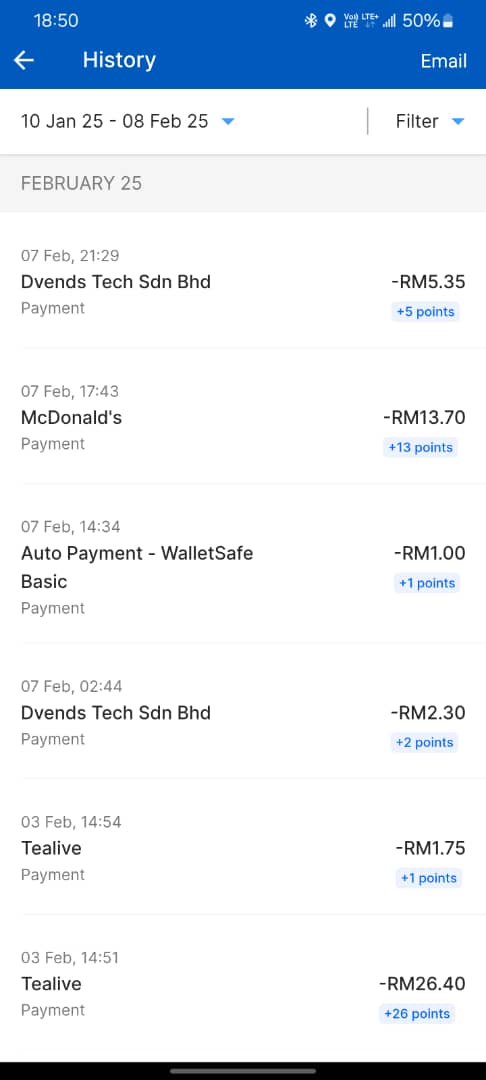 18:50
Vo) LTE+
LTE
50%
History
Email
10 Jan 25 - 08 Feb 25
Filter
FEBRUARY 25
07 Feb, 21:29
Dvends Tech Sdn Bhd
-RM5.35
Payment
+5 points
07 Feb, 17:43
McDonald's
-RM13.70
Payment
+13 points
07 Feb, 14:34
Auto Payment - WalletSafe
Basic
-RM1.00
Payment
+1 points
07 Feb, 02:44
Dvends Tech Sdn Bhd
-RM2.30
Payment
+2 points
03 Feb, 14:54
Tealive
-RM1.75
Payment
+1 points
03 Feb, 14:51
Tealive
-RM26.40
Payment
+26 points